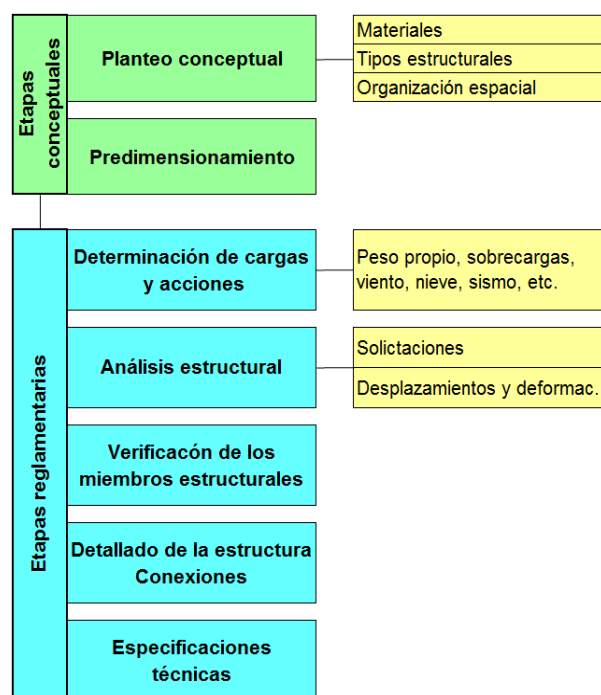 Etapas
conceptuales
Planteo conceptual
Materiales
Tipos estructurales
Organización espacial
Predimensionamiento
Etapas reglamentarias
Determinación de cargas
y acciones
Peso propio, sobrecargas,
viento, nieve, sismo, etc.
Análisis estructural
Solictaciones
Desplazamientos y deformac.
Verificacón de los
miembros estructurales
Detallado de la estructura
Conexiones
Especificaciones
técnicas